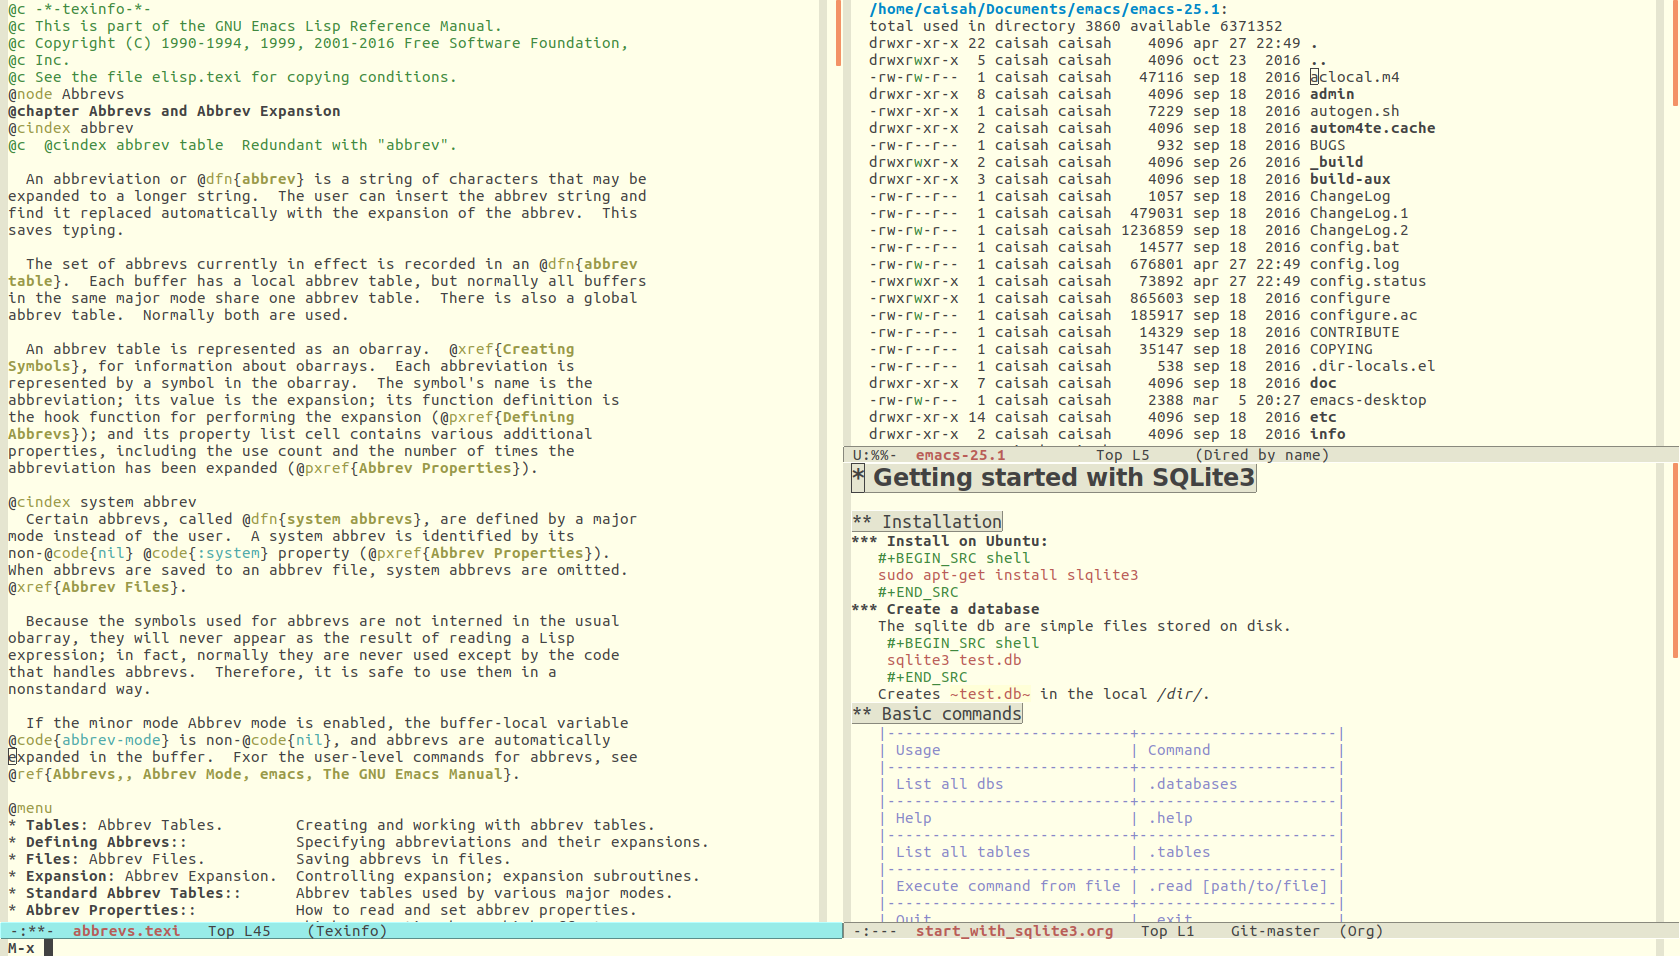 @c -*-texinfo-*-
@c This is part of the GNU Emacs Lisp Reference Manual.
@c Copyright (C) 1990-1994, 1999, 2001-2016 Free Software Foundation,
@c Inc.
@c See the file elisp.texi for copying conditions.
@node Abbrevs
@chapter Abbrevs and Abbrev Expansion
@cindex abbrev
@c  @cindex abbrev table  Redundant with "abbrev".

  An abbreviation or @dfn{abbrev} is a string of characters that may be
expanded to a longer string.  The user can insert the abbrev string and
find it replaced automatically with the expansion of the abbrev.  This
saves typing.

  The set of abbrevs currently in effect is recorded in an @dfn{abbrev
table}.  Each buffer has a local abbrev table, but normally all buffers
in the same major mode share one abbrev table.  There is also a global
abbrev table.  Normally both are used.

  An abbrev table is represented as an obarray.  @xref{Creating
Symbols}, for information about obarrays.  Each abbreviation is
represented by a symbol in the obarray.  The symbol's name is the
abbreviation; its value is the expansion; its function definition is
the hook function for performing the expansion (@pxref{Defining
Abbrevs}); and its property list cell contains various additional
properties, including the use count and the number of times the
abbreviation has been expanded (@pxref{Abbrev Properties}).

@cindex system abbrev
  Certain abbrevs, called @dfn{system abbrevs}, are defined by a major
mode instead of the user.  A system abbrev is identified by its
non-@code{nil} @code{:system} property (@pxref{Abbrev Properties}).
When abbrevs are saved to an abbrev file, system abbrevs are omitted.
@xref{Abbrev Files}.

  Because the symbols used for abbrevs are not interned in the usual
obarray, they will never appear as the result of reading a Lisp
expression; in fact, normally they are never used except by the code
that handles abbrevs.  Therefore, it is safe to use them in a
nonstandard way.

  If the minor mode Abbrev mode is enabled, the buffer-local variable
@code{abbrev-mode} is non-@code{nil}, and abbrevs are automatically
expanded in the buffer.  Fxor the user-level commands for abbrevs, see
@ref{Abbrevs,, Abbrev Mode, emacs, The GNU Emacs Manual}.

@menu
* Tables: Abbrev Tables.        Creating and working with abbrev tables.
* Defining Abbrevs::            Specifying abbreviations and their expansions.
* Files: Abbrev Files.          Saving abbrevs in files.
* Expansion: Abbrev Expansion.  Controlling expansion; expansion subroutines.
* Standard Abbrev Tables::      Abbrev tables used by various major modes.
* Abbrev Properties::           How to read and set abbrev properties.
-:**-  abbrevs.texi   Top L45    (Texinfo)
M-x
/home/caisah/Documents/emacs/emacs-25.1:
total used in directory 3860 available 6371352
drwxr-xr-x 22 caisah caisah    4096 apr 27 22:49 .
drwxrwxr-x  5 caisah caisah    4096 oct 23  2016 ..
-rw-rw-r--  1 caisah caisah   47116 sep 18  2016 aclocal.m4
drwxr-xr-x  8 caisah caisah    4096 sep 18  2016 admin
-rwxr-xr-x  1 caisah caisah    7229 sep 18  2016 autogen.sh
drwxr-xr-x  2 caisah caisah    4096 sep 18  2016 autom4te.cache
-rw-r--r--  1 caisah caisah     932 sep 18  2016 BUGS
drwxrwxr-x  2 caisah caisah    4096 sep 26  2016 _build
drwxr-xr-x  3 caisah caisah    4096 sep 18  2016 build-aux
-rw-r--r--  1 caisah caisah    1057 sep 18  2016 ChangeLog
-rw-r--r--  1 caisah caisah  479031 sep 18  2016 ChangeLog.1
-rw-rw-r--  1 caisah caisah 1236859 sep 18  2016 ChangeLog.2
-rw-r--r--  1 caisah caisah   14577 sep 18  2016 config.bat
-rw-rw-r--  1 caisah caisah  676801 apr 27 22:49 config.log
-rwxrwxr-x  1 caisah caisah   73892 apr 27 22:49 config.status
-rwxrwxr-x  1 caisah caisah  865603 sep 18  2016 configure
-rw-rw-r--  1 caisah caisah  185917 sep 18  2016 configure.ac
-rw-r--r--  1 caisah caisah   14329 sep 18  2016 CONTRIBUTE
-rw-r--r--  1 caisah caisah   35147 sep 18  2016 COPYING
-rw-r--r--  1 caisah caisah     538 sep 18  2016 .dir-locals.el
drwxr-xr-x  7 caisah caisah    4096 sep 18  2016 doc
-rw-rw-r--  1 caisah caisah    2388 mar  5 20:27 emacs-desktop
drwxr-xr-x 14 caisah caisah    4096 sep 18  2016 etc
drwxr-xr-x  2 caisah caisah    4096 sep 18  2016 info
U:%%-  emacs-25.1          Top L5     (Dired by name)
* Getting started with SQLite3

** Installation
*** Install on Ubuntu:
   #+BEGIN_SRC shell
   sudo apt-get install slqlite3
   #+END_SRC
*** Create a database
   The sqlite db are simple files stored on disk.
    #+BEGIN_SRC shell
    sqlite3 test.db
    #+END_SRC
   Creates ~test.db~ in the local /dir/.
** Basic commands
   |---------------------------+----------------------|
   | Usage                     | Command              |
   |---------------------------+----------------------|
   | List all dbs              | .databases           |
   |---------------------------+----------------------|
   | Help                      | .help                |
   |---------------------------+----------------------|
   | List all tables           | .tables              |
   |---------------------------+----------------------|
   | Execute command from file | .read [path/to/file] |
   |---------------------------+----------------------|
   | Quit                      | .exit                |
-:---  start_with_sqlite3.org   Top L1    Git-master  (Org)